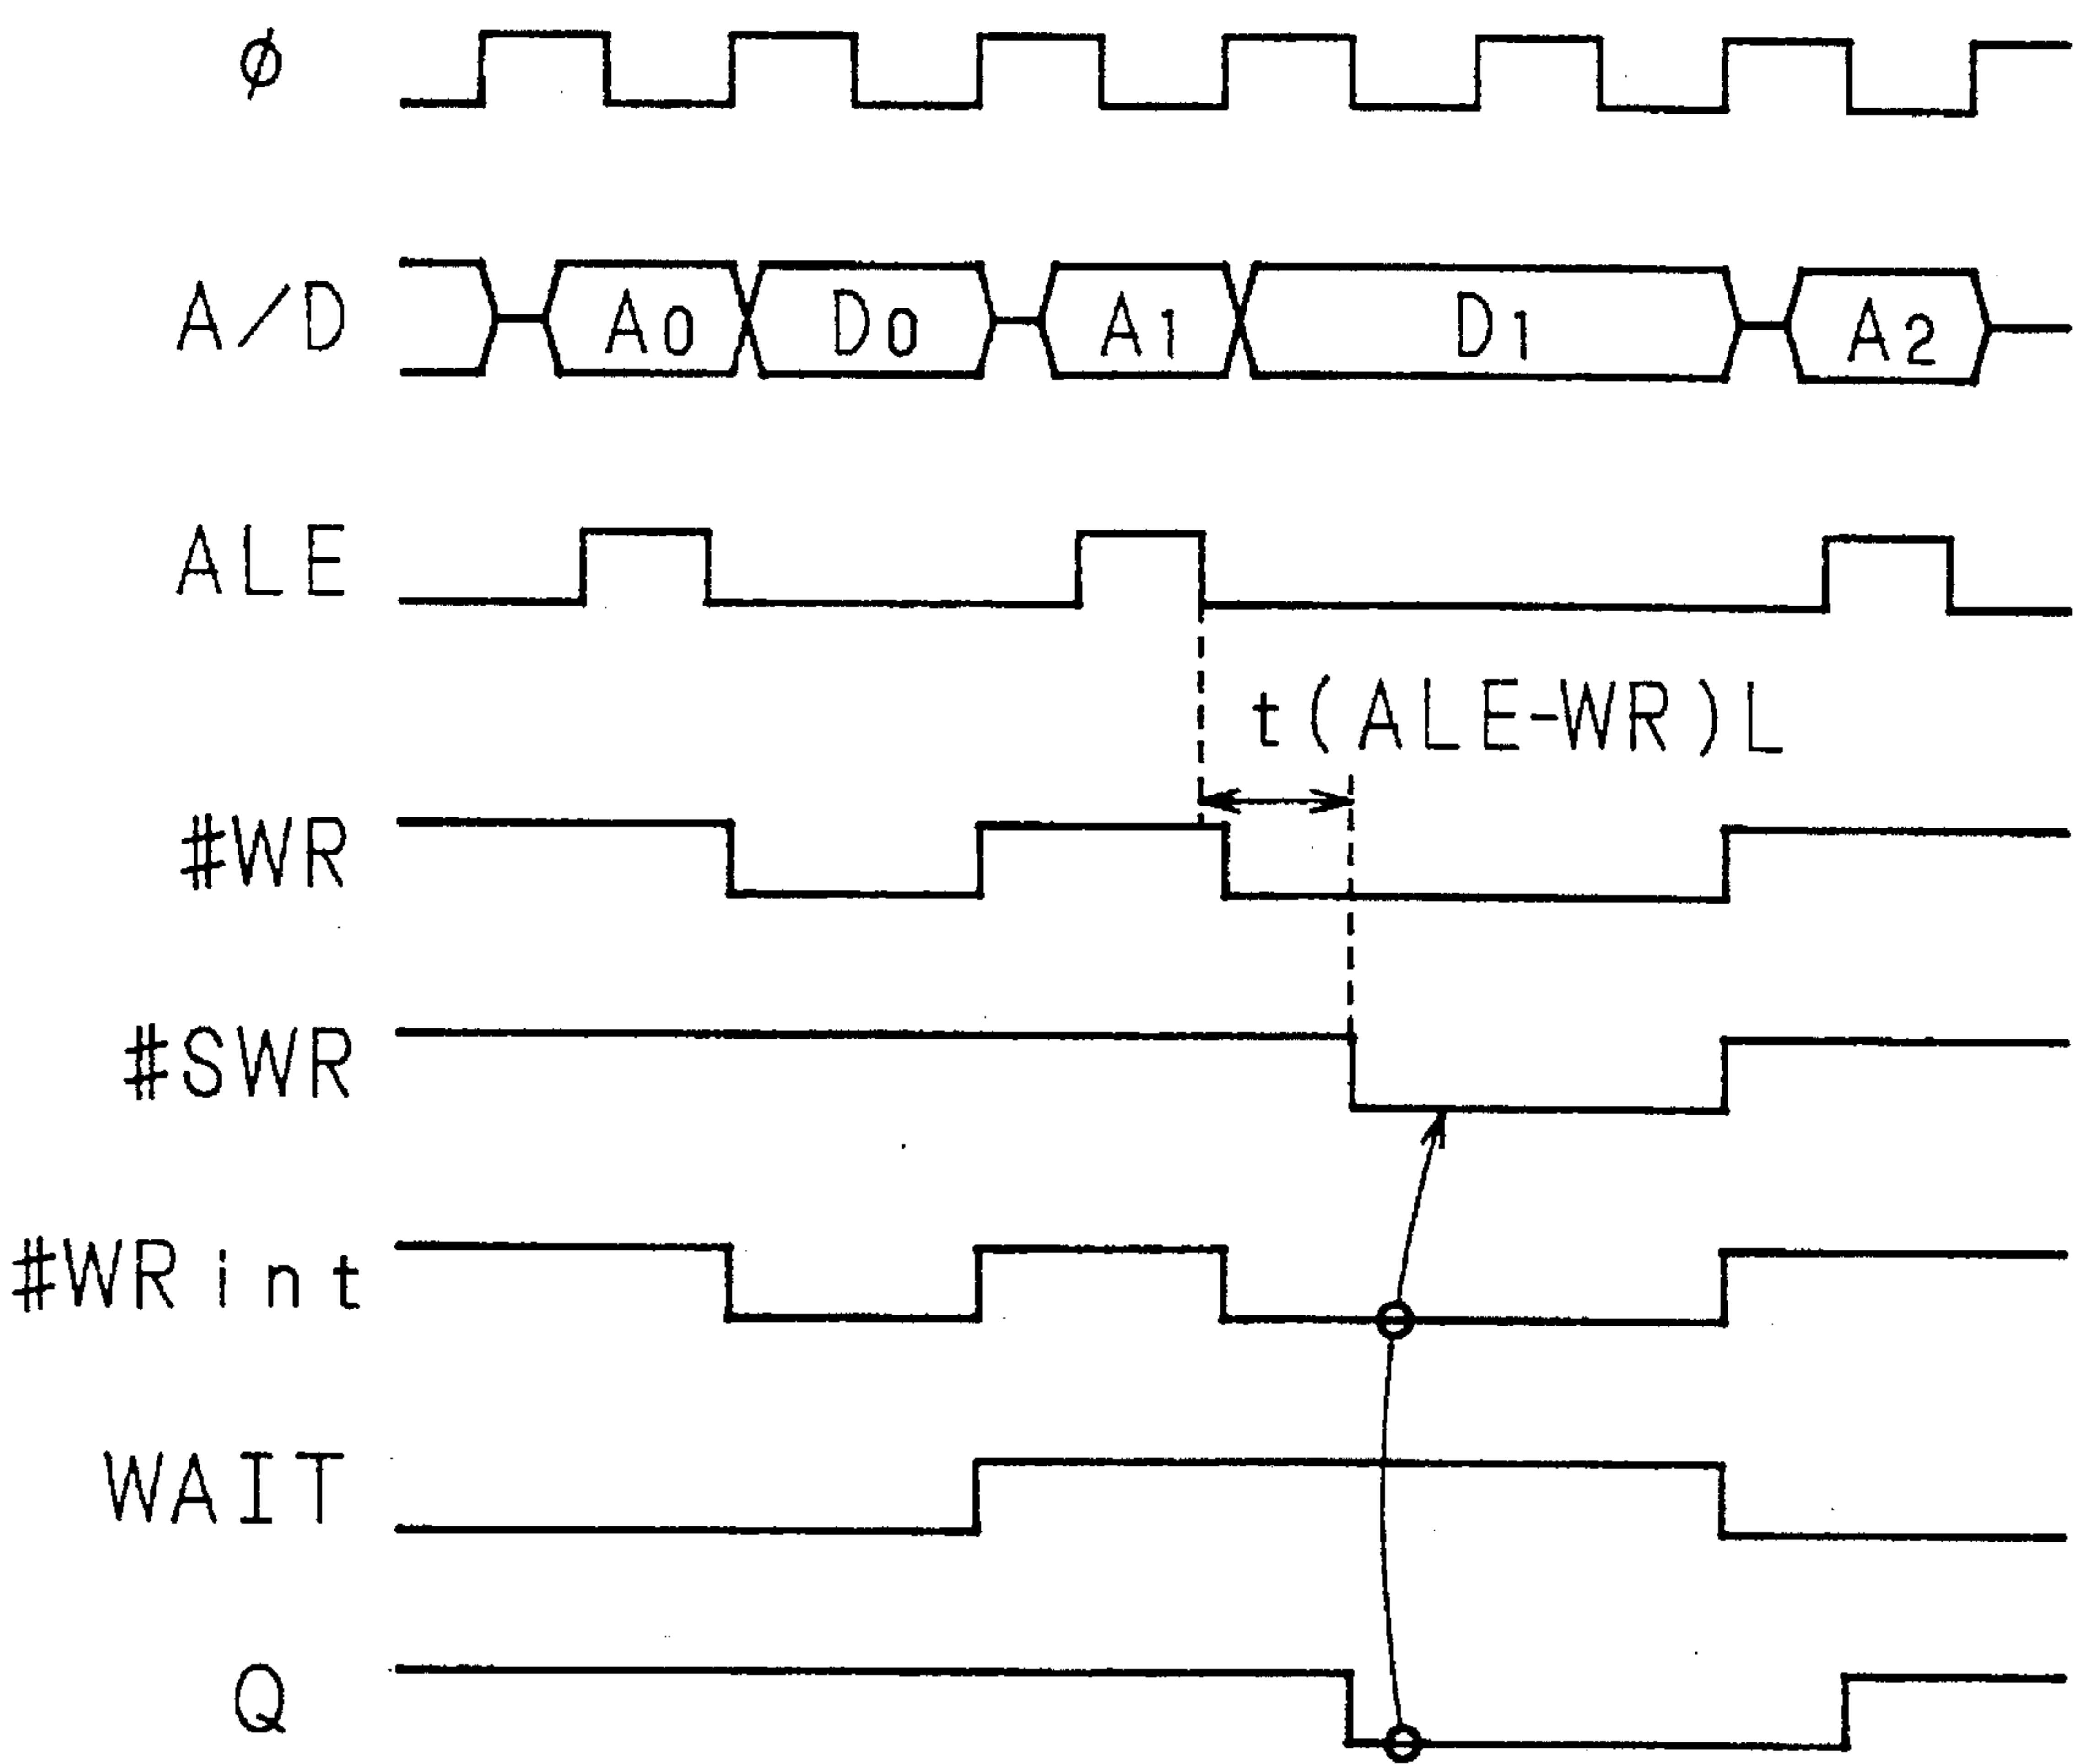 ϕ
A/D
A0 D0 A1 D1 A2
ALE
t(ALE-WR)L
#WR
#SWR
#WRint
WAIT
Q